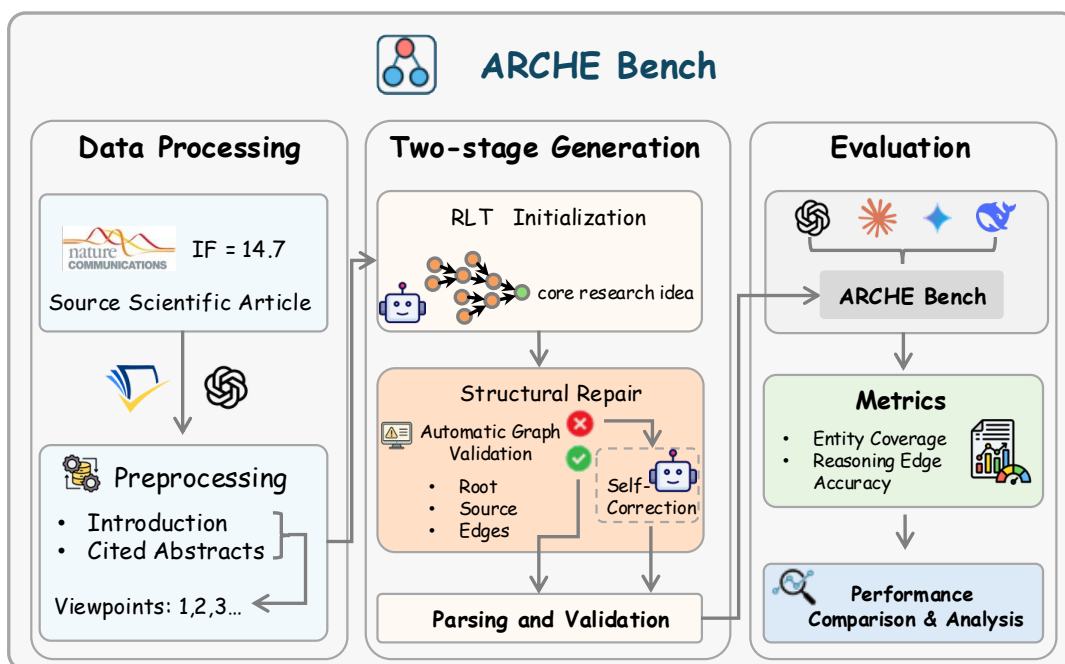 ARCHE Bench
Data Processing
nature
COMMUNICATIONS
IF = 14.7
Source Scientific Article
Preprocessing
• Introduction
• Cited Abstracts
Viewpoints: 1,2,3...
Two-stage Generation
RLT Initialization
core research idea
Structural Repair
Automatic Graph
Validation
• Root
• Source
• Edges
Self-
Correction
Parsing and Validation
Evaluation
ARCHE Bench
Metrics
• Entity Coverage
• Reasoning Edge
Accuracy
Performance
Comparison & Analysis